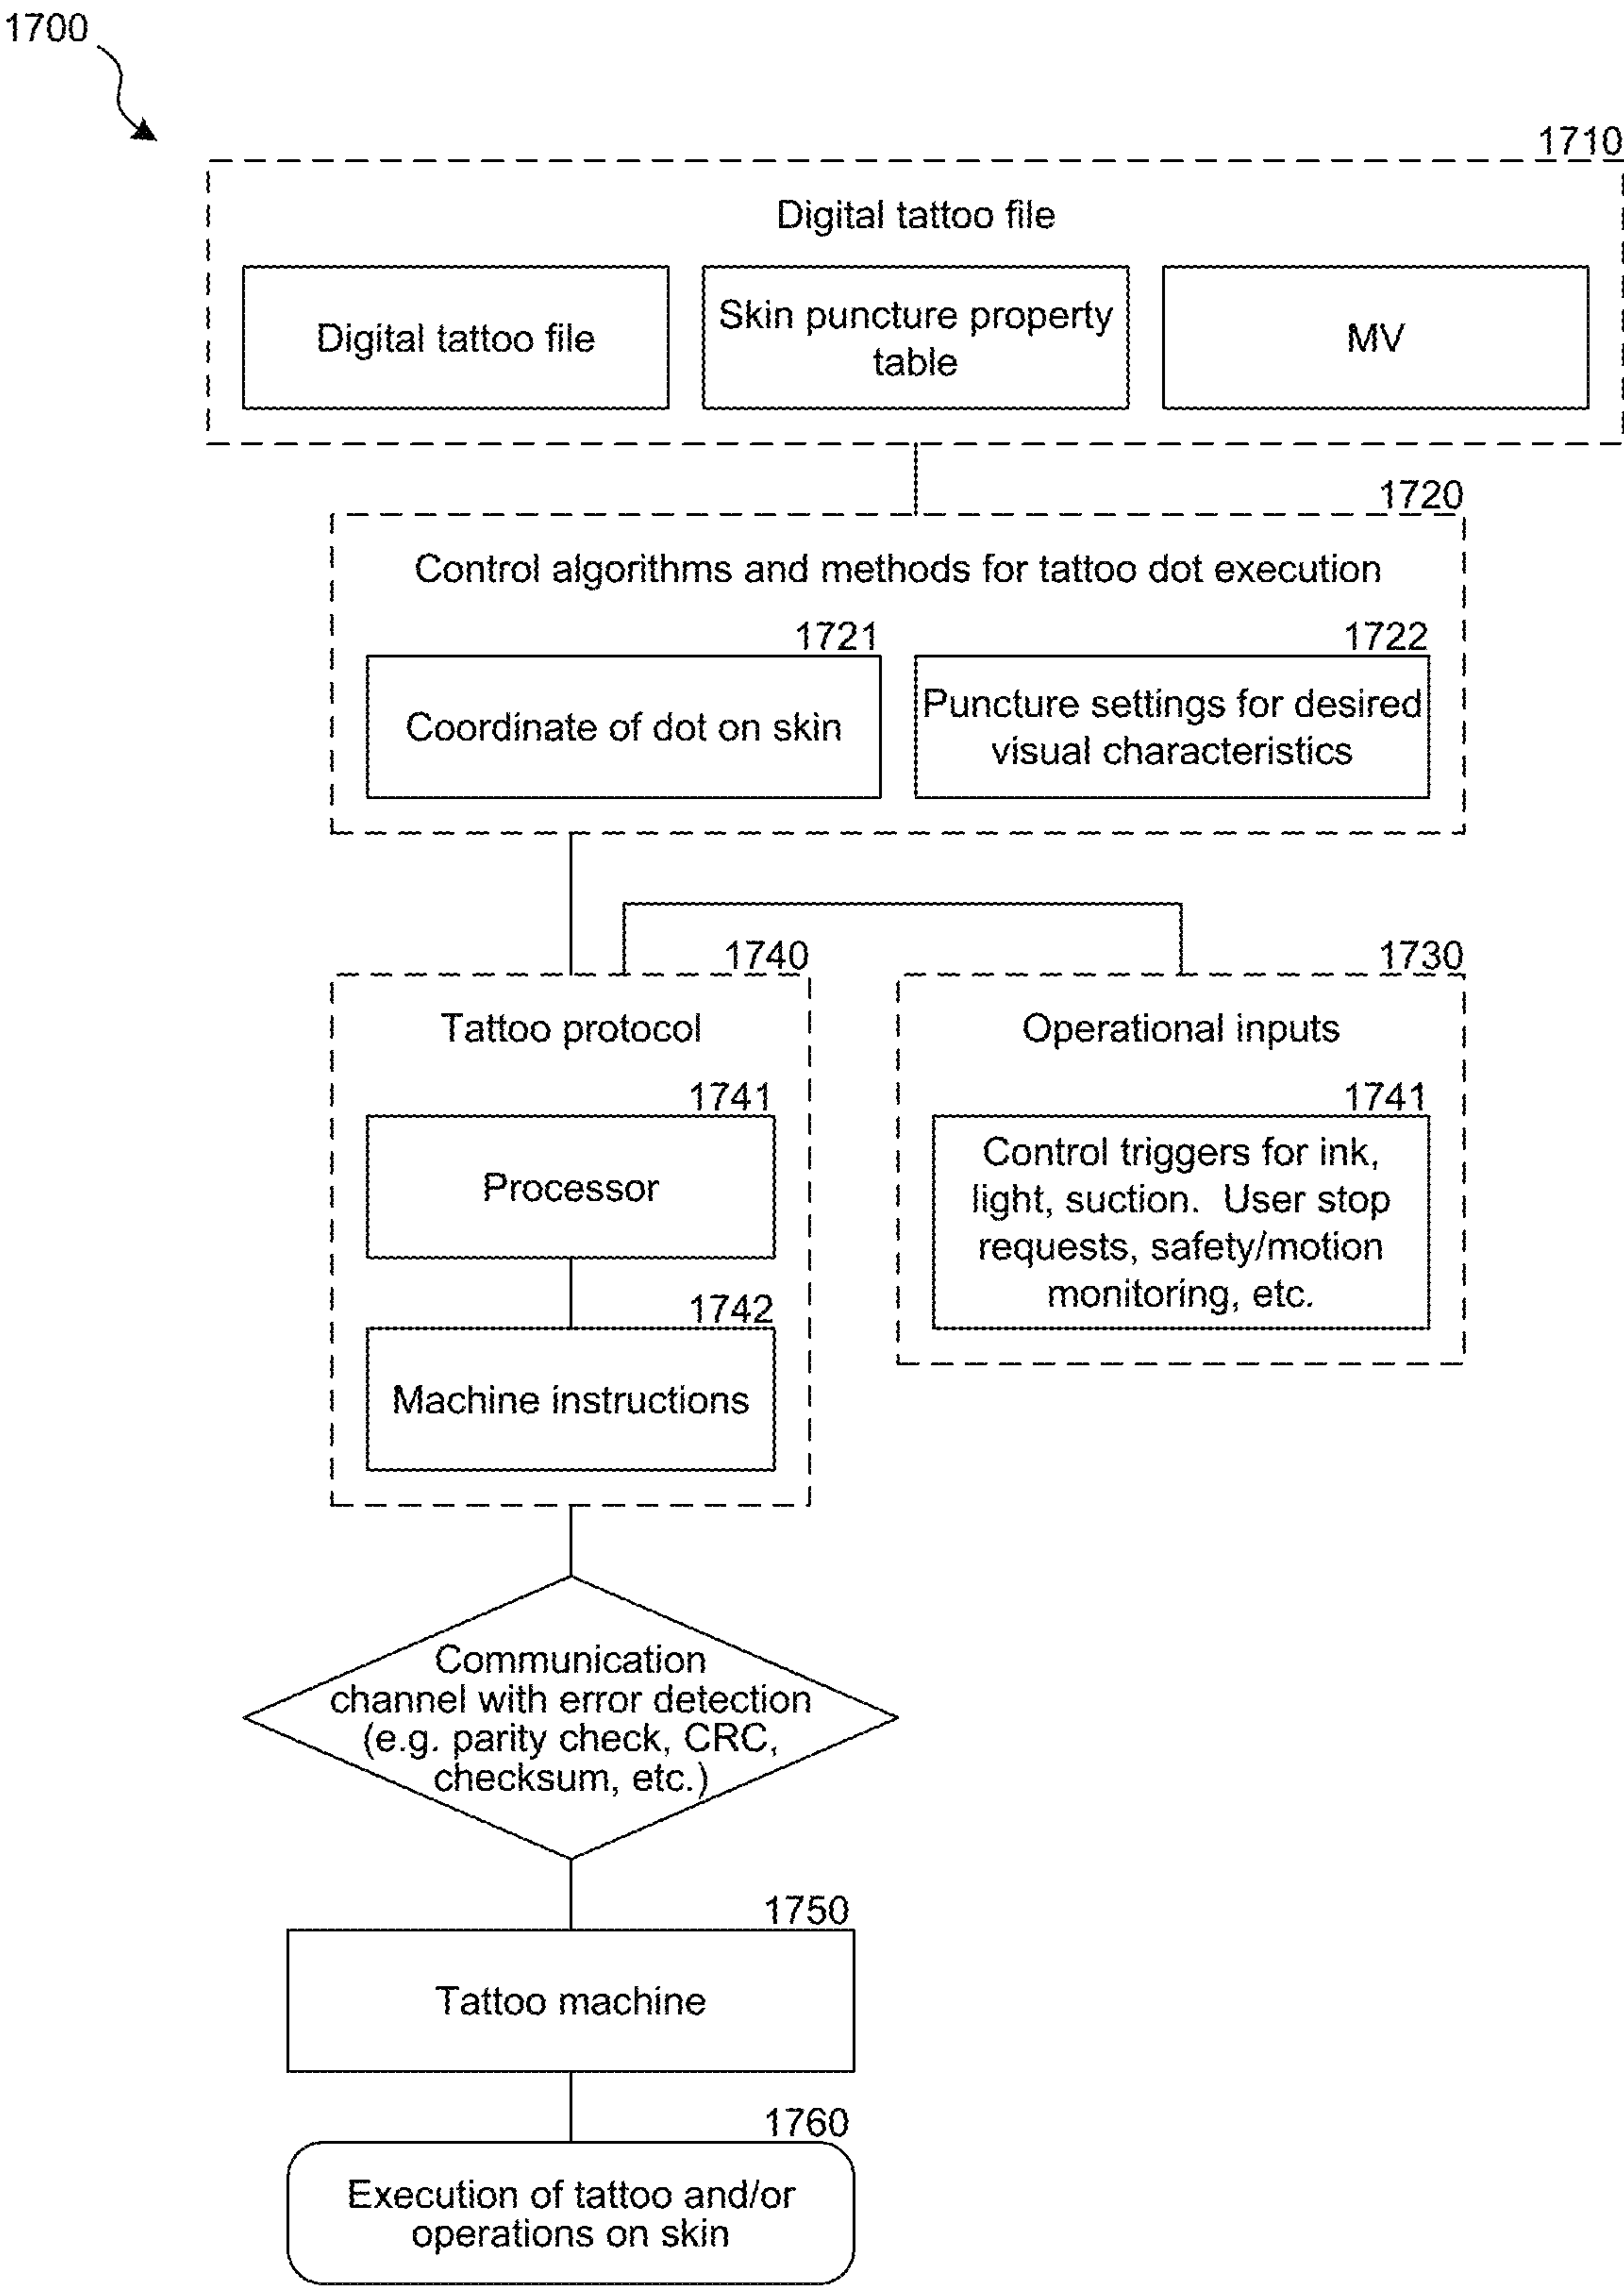 1700
1710
Digital tattoo file
Digital tattoo file
Skin puncture property
table
MV
1720
Control algorithms and methods for tattoo dot execution
1721
Coordinate of dot on skin
1722
Puncture settings for desired
visual characteristics
1740
Tattoo protocol
1741
Processor
1742
Machine instructions
1730
Operational inputs
1741
Control triggers for ink,
light, suction.  User stop
requests, safety/motion
monitoring, etc.
Communication
channel with error detection
(e.g. parity check, CRC,
checksum, etc.)
1750
Tattoo machine
1760
Execution of tattoo and/or
operations on skin